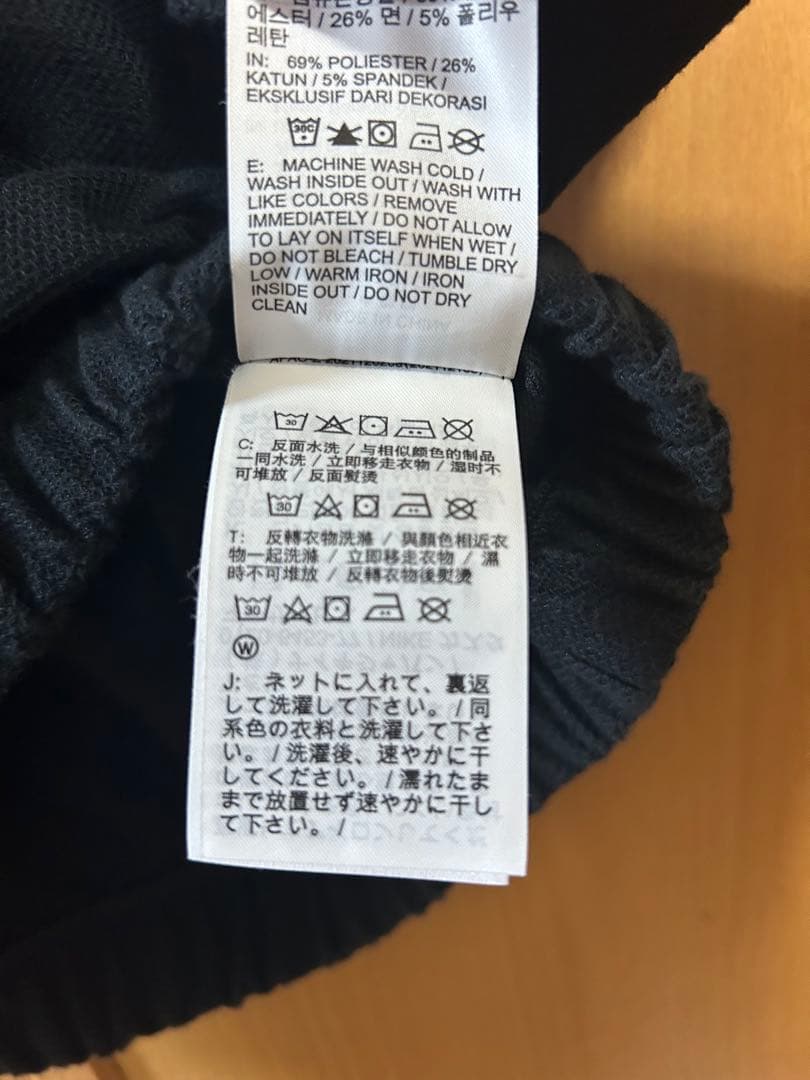 에스터 / 26% 면 / 5% 폴리우
레탄
IN: 69% POLIESTER / 26%
KATUN / 5% SPANDEK /
EKSKLUSIF DARI DEKORASI
30C
E: MACHINE WASH COLD /
WASH INSIDE OUT / WASH WITH
LIKE COLORS / REMOVE
IMMEDIATELY / DO NOT ALLOW
TO LAY ON ITSELF WHEN WET /
DO NOT BLEACH / TUMBLE DRY
LOW / WARM IRON / IRON
INSIDE OUT / DO NOT DRY
CLEAN
30
C: 反面水洗 / 与相似颜色的制品
一同水洗 / 立即移走衣物 / 湿时不
可堆放 / 反面熨烫
30
T: 反轉衣物洗滌 / 與顏色相近衣
物一起洗滌 / 立即移走衣物 / 濕
時不可堆放 / 反轉衣物後熨燙
30
W
J: ネットに入れて、裏返
して洗濯して下さい。/ 同
系色の衣料と洗濯して下さ
い。/ 洗濯後、速やかに干
してください。/ 濡れたま
まで放置せず速やかに干し
て下さい。/